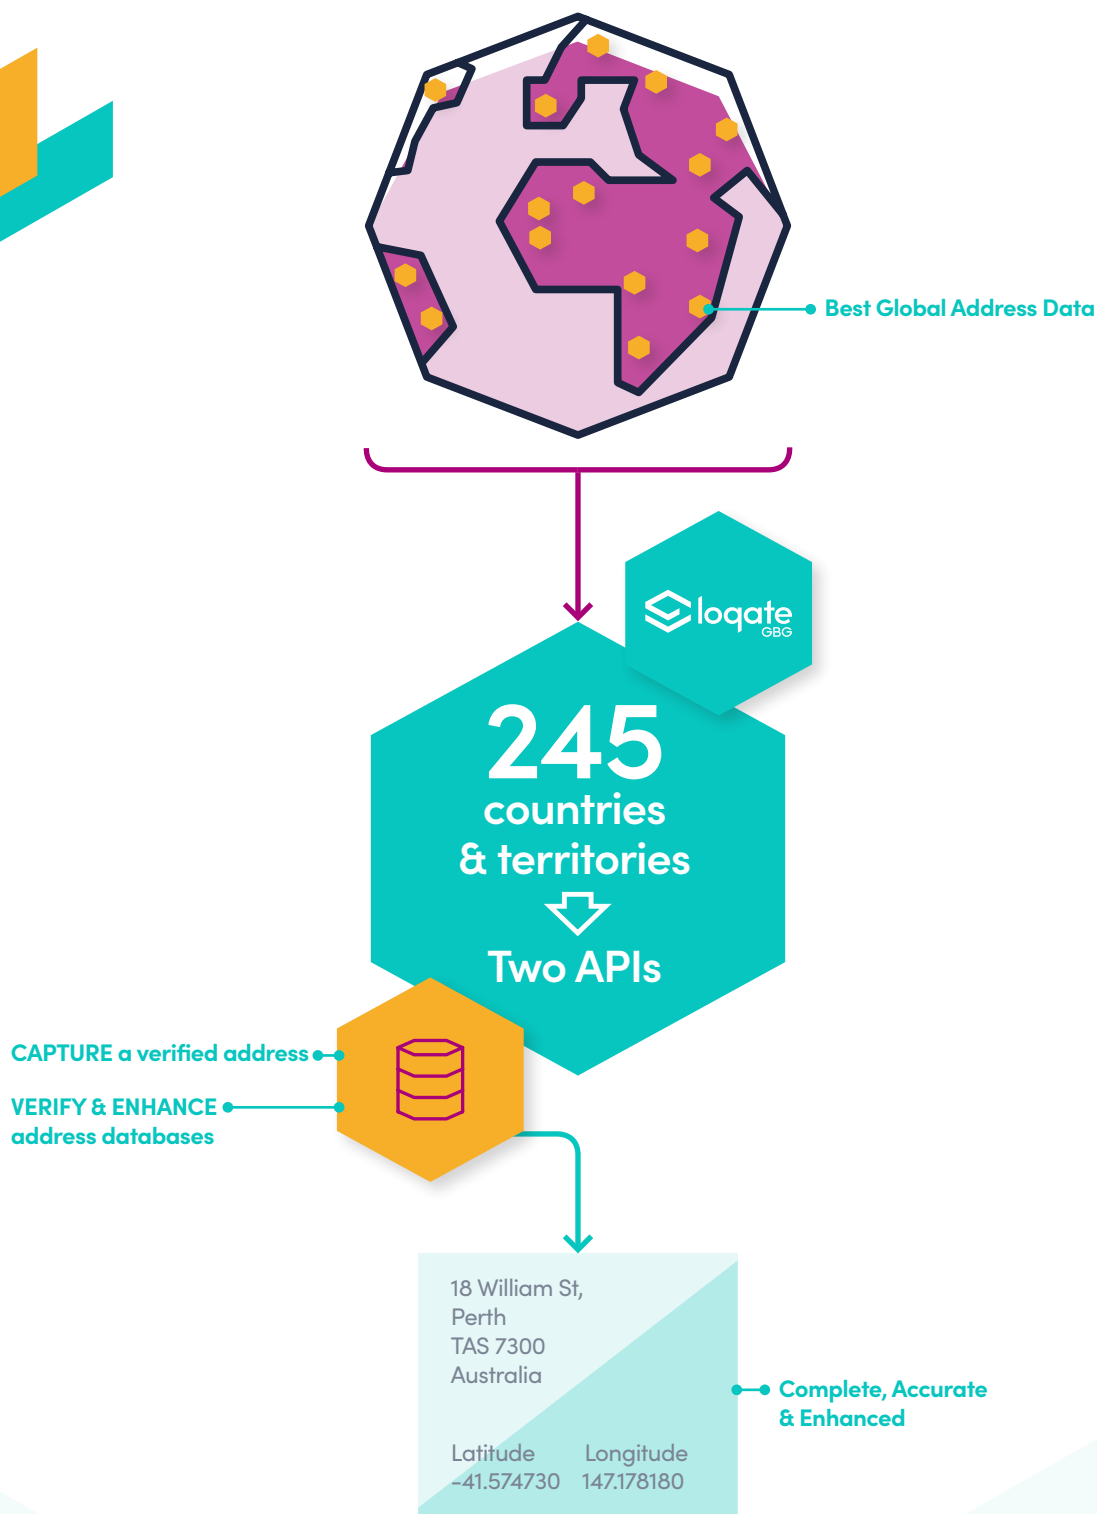 Best Global Address Data
loqate
GBG
245
countries
& territories
Two APIs
CAPTURE a verified address
VERIFY & ENHANCE
address databases
18 William St,
Perth
TAS 7300
Australia
Complete, Accurate
& Enhanced
Latitude Longitude
-41.574730 147.178180